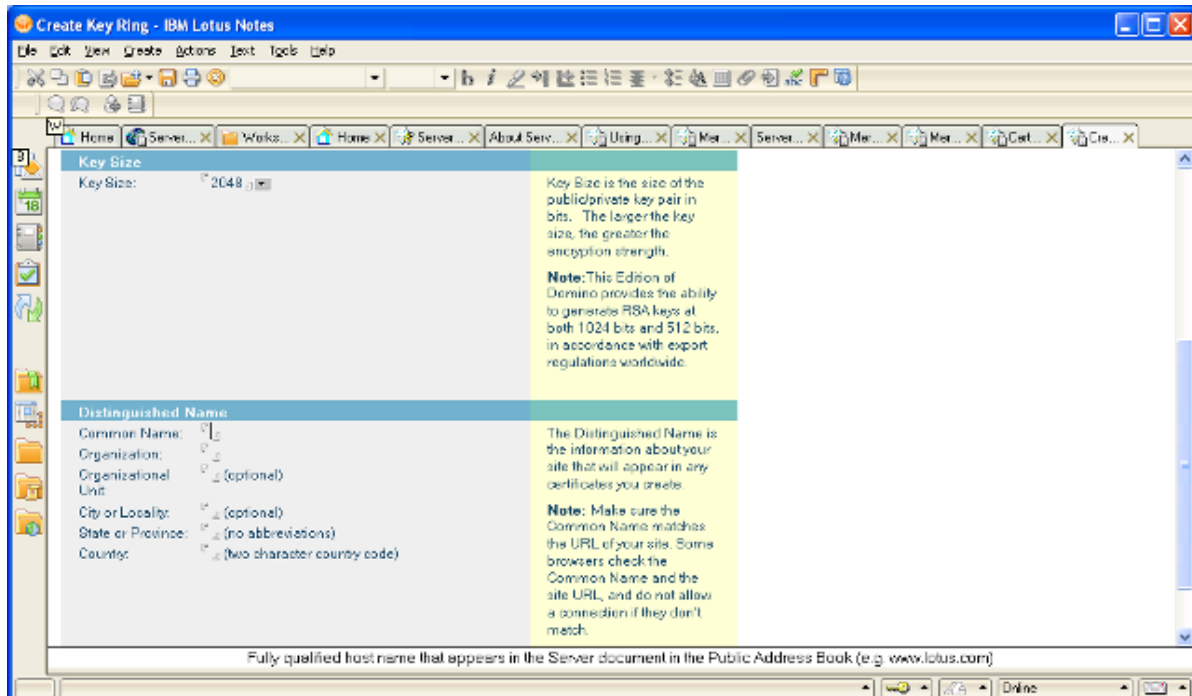 Create Key Ring - IBM Lotus Notes
File Edit View Create Actions Text Tools Help
Home Server... Works... Home Server... About Serv... Using... Mer... Server... Mer... Mer... Cert... Cre...
Key Size
Key Size: 2048
Key Size is the size of the
public/private key pair in
bits. The larger the key
size, the greater the
encryption strength.
Note:This Edition of
Domino provides the ability
to generate RSA keys at
both 1024 bits and 512 bits,
in accordance with export
regulations worldwide.
Distinguished Name
Common Name:
Organization:
Organizational (optional)
Unit:
City or Locality: (optional)
State or Province: (no abbreviations)
Country: (two character country code)
The Distinguished Name is
the information about your
site that will appear in any
certificates you create.
Note: Make sure the
Common Name matches
the URL of your site. Some
browsers check the
Common Name and the
site URL, and do not allow
a connection if they don't
match.
Fully qualified host name that appears in the Server document in the Public Address Book (e.g. www.lotus.com)
Online